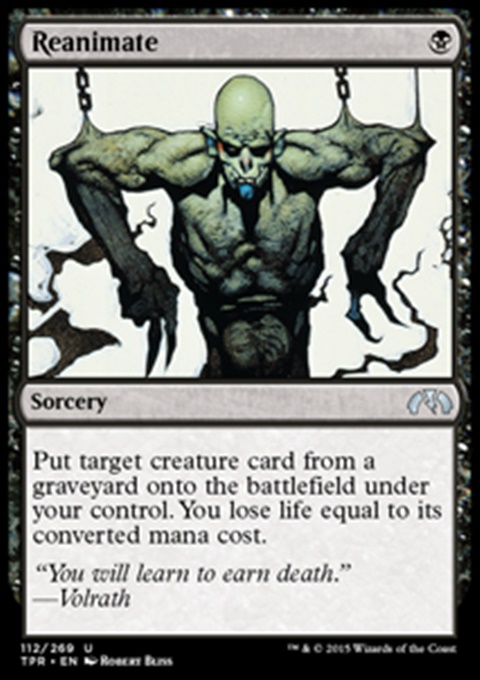 Reanimate
Sorcery
Put target creature card from a
graveyard onto the battlefield under
your control. You lose life equal to its
converted mana cost.
"You will learn to earn death."
—Volrath
112/269 U
TPR • EN Robert Bliss
™ & © 2015 Wizards of the Coast